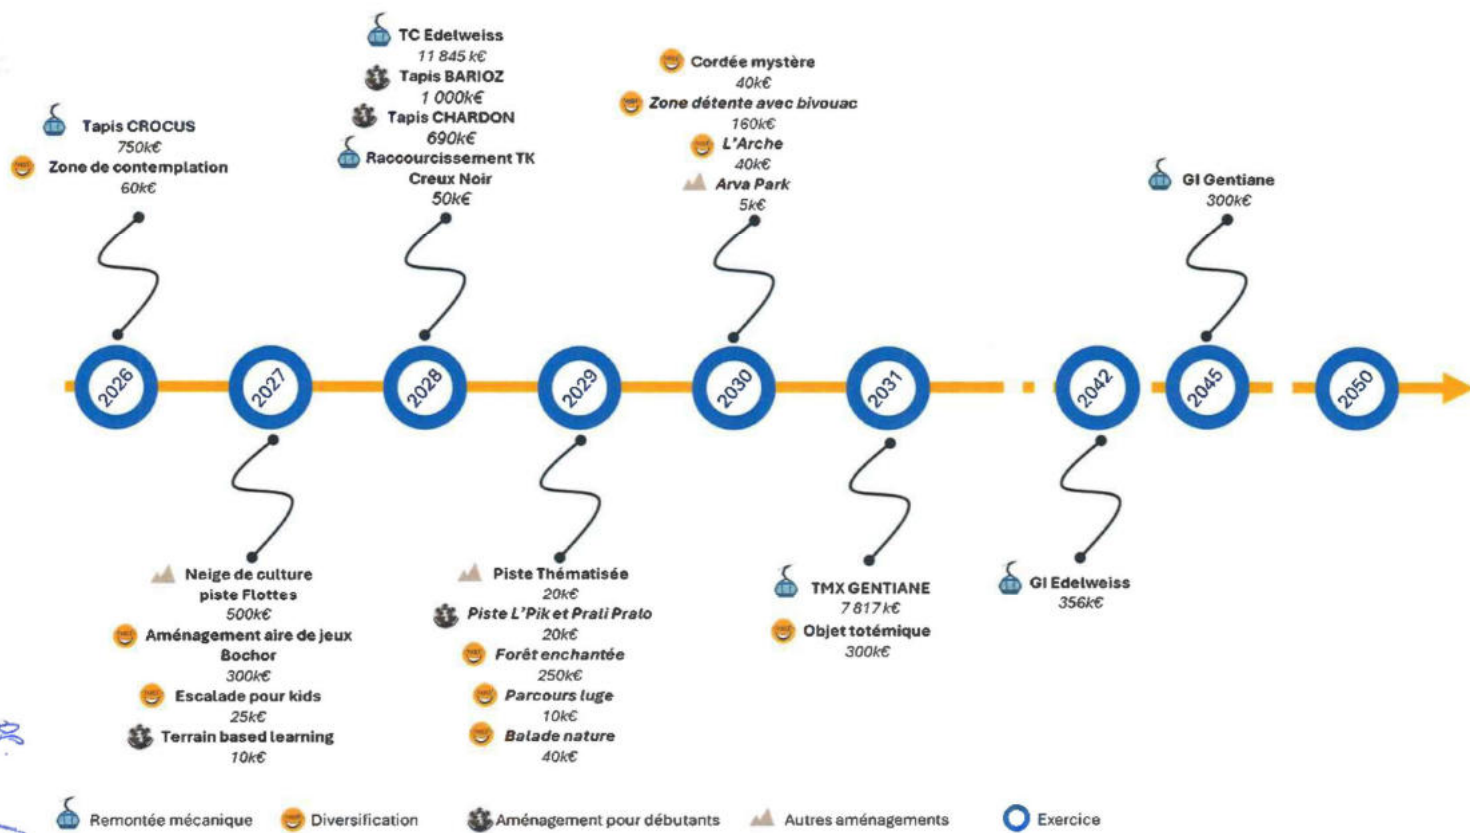 TC Edelweiss
11 845 k€
Tapis BARIOZ
1 000k€
Tapis CHARDON
690k€
Raccourcissement TK
Creux Noir
50k€
Cordée mystère
40k€
Zone détente avec bivouac
160k€
L'Arche
40k€
Arva Park
5k€
Tapis CROCUS
750k€
Zone de contemplation
60k€
GI Gentiane
300k€
2026
2027
2028
2029
2030
2031
2042
2045
2050
Neige de culture
piste Flottes
500k€
Aménagement aire de jeux
Bochor
300k€
Escalade pour kids
25k€
Terrain based learning
10k€
Piste Thématisée
20k€
Piste L'Pik et Prali Pralo
20k€
Forêt enchantée
250k€
Parcours luge
10k€
Balade nature
40k€
TMX GENTIANE
7 817k€
Objet totémique
300k€
GI Edelweiss
356k€
Remontée mécanique
Diversification
Aménagement pour débutants
Autres aménagements
Exercice